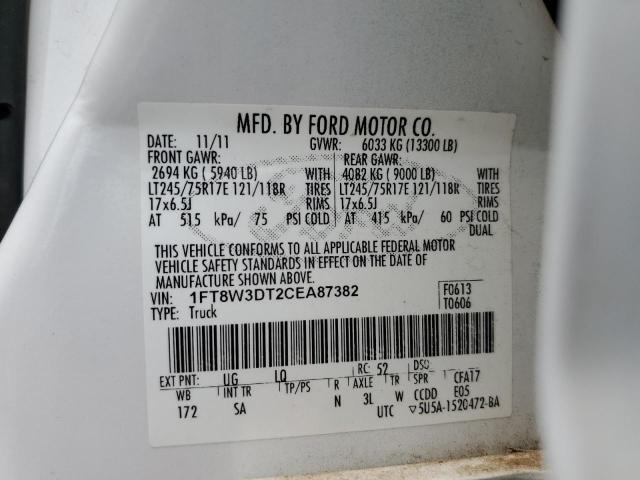 MFD. BY FORD MOTOR CO.
DATE: 11/11 GVWR: 6033 KG (13300 LB)
FRONT GAWR: REAR GAWR:
2694 KG ( 5940 LB) WITH 4082 KG ( 9000 LB) WITH
LT245/75R17E 121/118R TIRES LT245/75R17E 121/118R TIRES
17x6.5J RIMS 17x6.5J RIMS
AT 515 kPa/ 75 PSI COLD AT 415 kPa/ 60 PSI COLD
DUAL
THIS VEHICLE CONFORMS TO ALL APPLICABLE FEDERAL MOTOR
VEHICLE SAFETY STANDARDS IN EFFECT ON THE DATE OF
MANUFACTURE SHOWN ABOVE.
VIN: 1FT8W3DT2CEA87382 F0613
TYPE: Truck T0606
EXT PNT: UG LQ RC: 52 DSO:
WB INT TR TP/PS R AXLE TR SPR CFA17
172 SA N 3L W CCDD E05
UTC ▽5U5A-1520472-BA